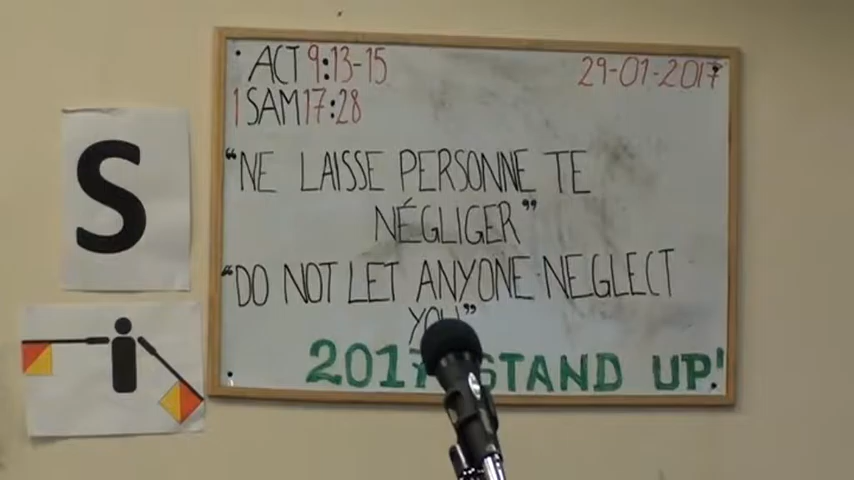 S
ACT 9:13-15
29-01-2017
1 SAM 17:28
“NE LAISSE PERSONNE TE
NÉGLIGER”
“DO NOT LET ANYONE NEGLECT
YOU”
2017 STAND UP!